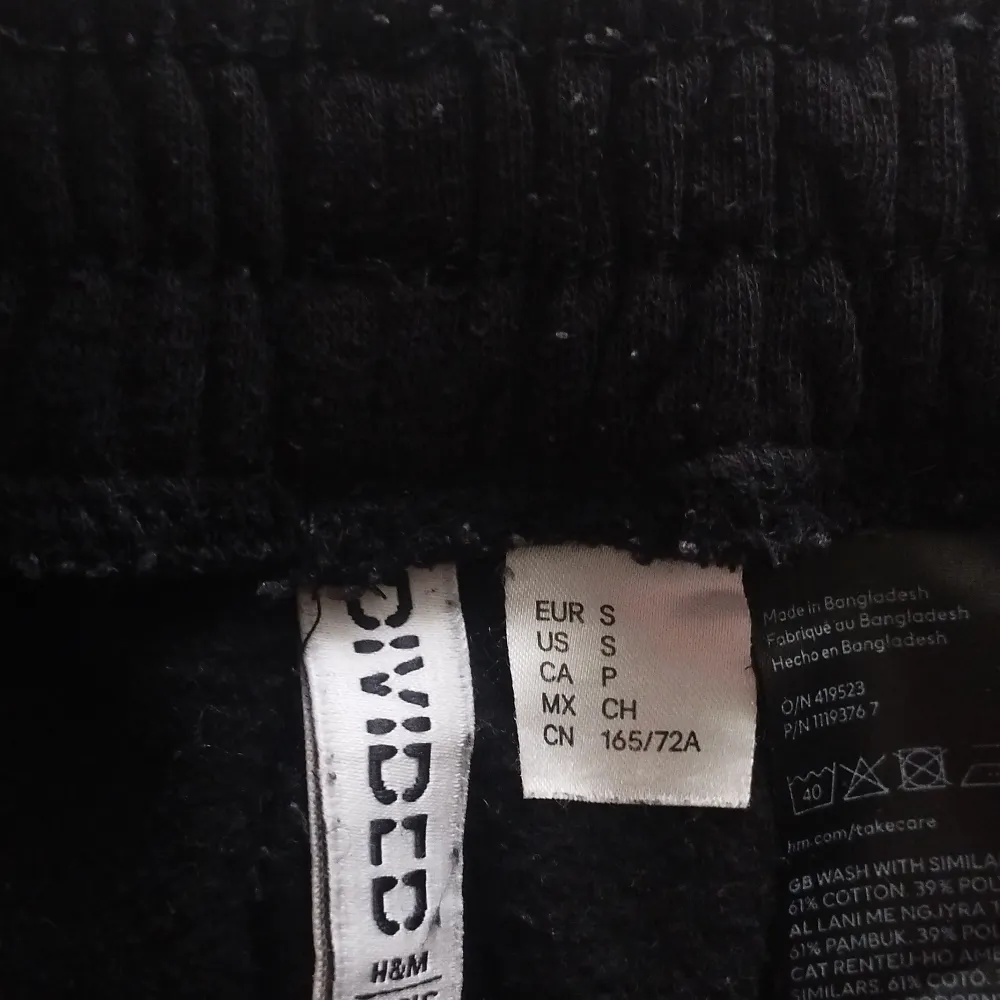 DIVIDED
H&M
EUR S
US S
CA P
MX CH
CN 165/72A
Made in Bangladesh
Fabriqué au Bangladesh
Hecho en Bangladesh
O/N 419523
P/N 1119376 7
40
hm.com/takecare
GB WASH WITH SIMILA
61% COTTON. 39% POL
AL LANI ME NGJYRA
61% PAMBUK. 39% POL
CAT RENTEU-HO AMB
SIMILARS. 61% COTÓ.